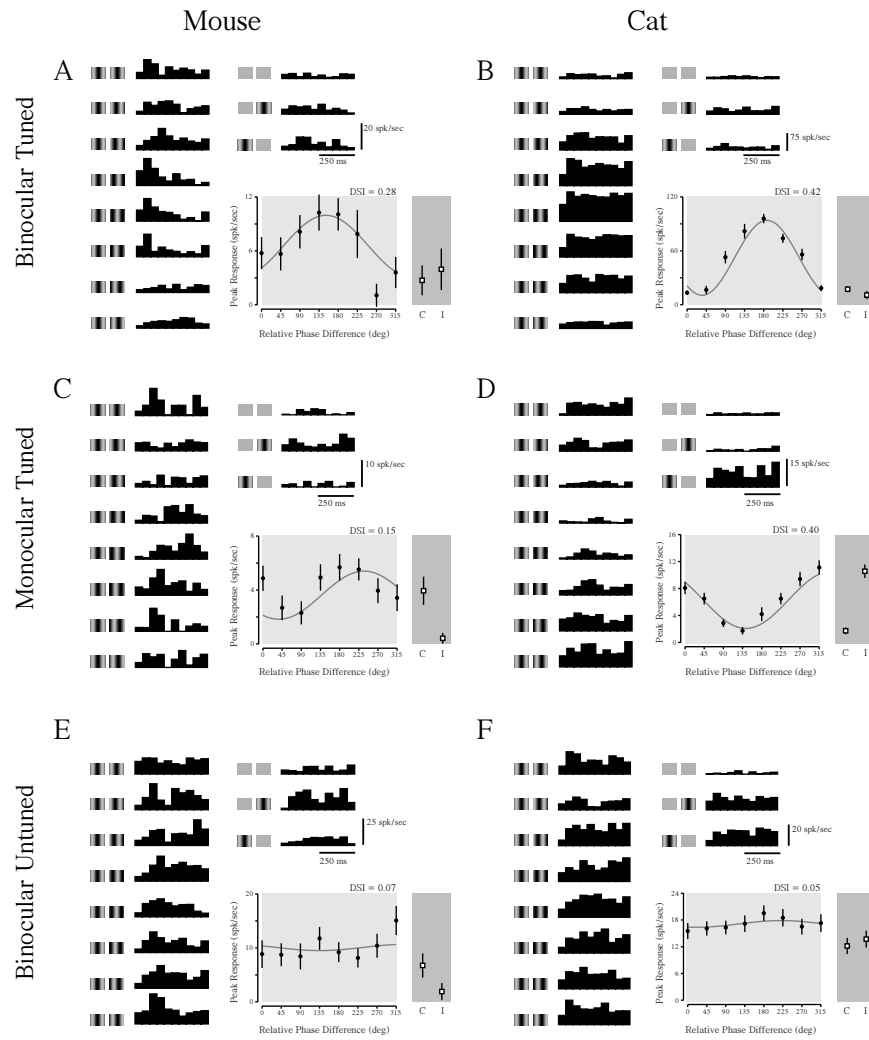 Mouse
Cat
Binocular Tuned
A
20 spk/sec
250 ms
DSI = 0.28
Peak Response (spk/sec)
12
6
0
0 45 90 135 180 225 270 315
Relative Phase Difference (deg)
C I
B
75 spk/sec
250 ms
DSI = 0.42
Peak Response (spk/sec)
120
60
0
0 45 90 135 180 225 270 315
Relative Phase Difference (deg)
C I
Monocular Tuned
C
10 spk/sec
250 ms
DSI = 0.15
Peak Response (spk/sec)
8
4
0
0 45 90 135 180 225 270 315
Relative Phase Difference (deg)
C I
D
15 spk/sec
250 ms
DSI = 0.40
Peak Response (spk/sec)
16
12
8
4
0
0 45 90 135 180 225 270 315
Relative Phase Difference (deg)
C I
Binocular Untuned
E
25 spk/sec
250 ms
DSI = 0.07
Peak Response (spk/sec)
20
10
0
0 45 90 135 180 225 270 315
Relative Phase Difference (deg)
C I
F
20 spk/sec
250 ms
DSI = 0.05
Peak Response (spk/sec)
24
18
12
6
0
0 45 90 135 180 225 270 315
Relative Phase Difference (deg)
C I